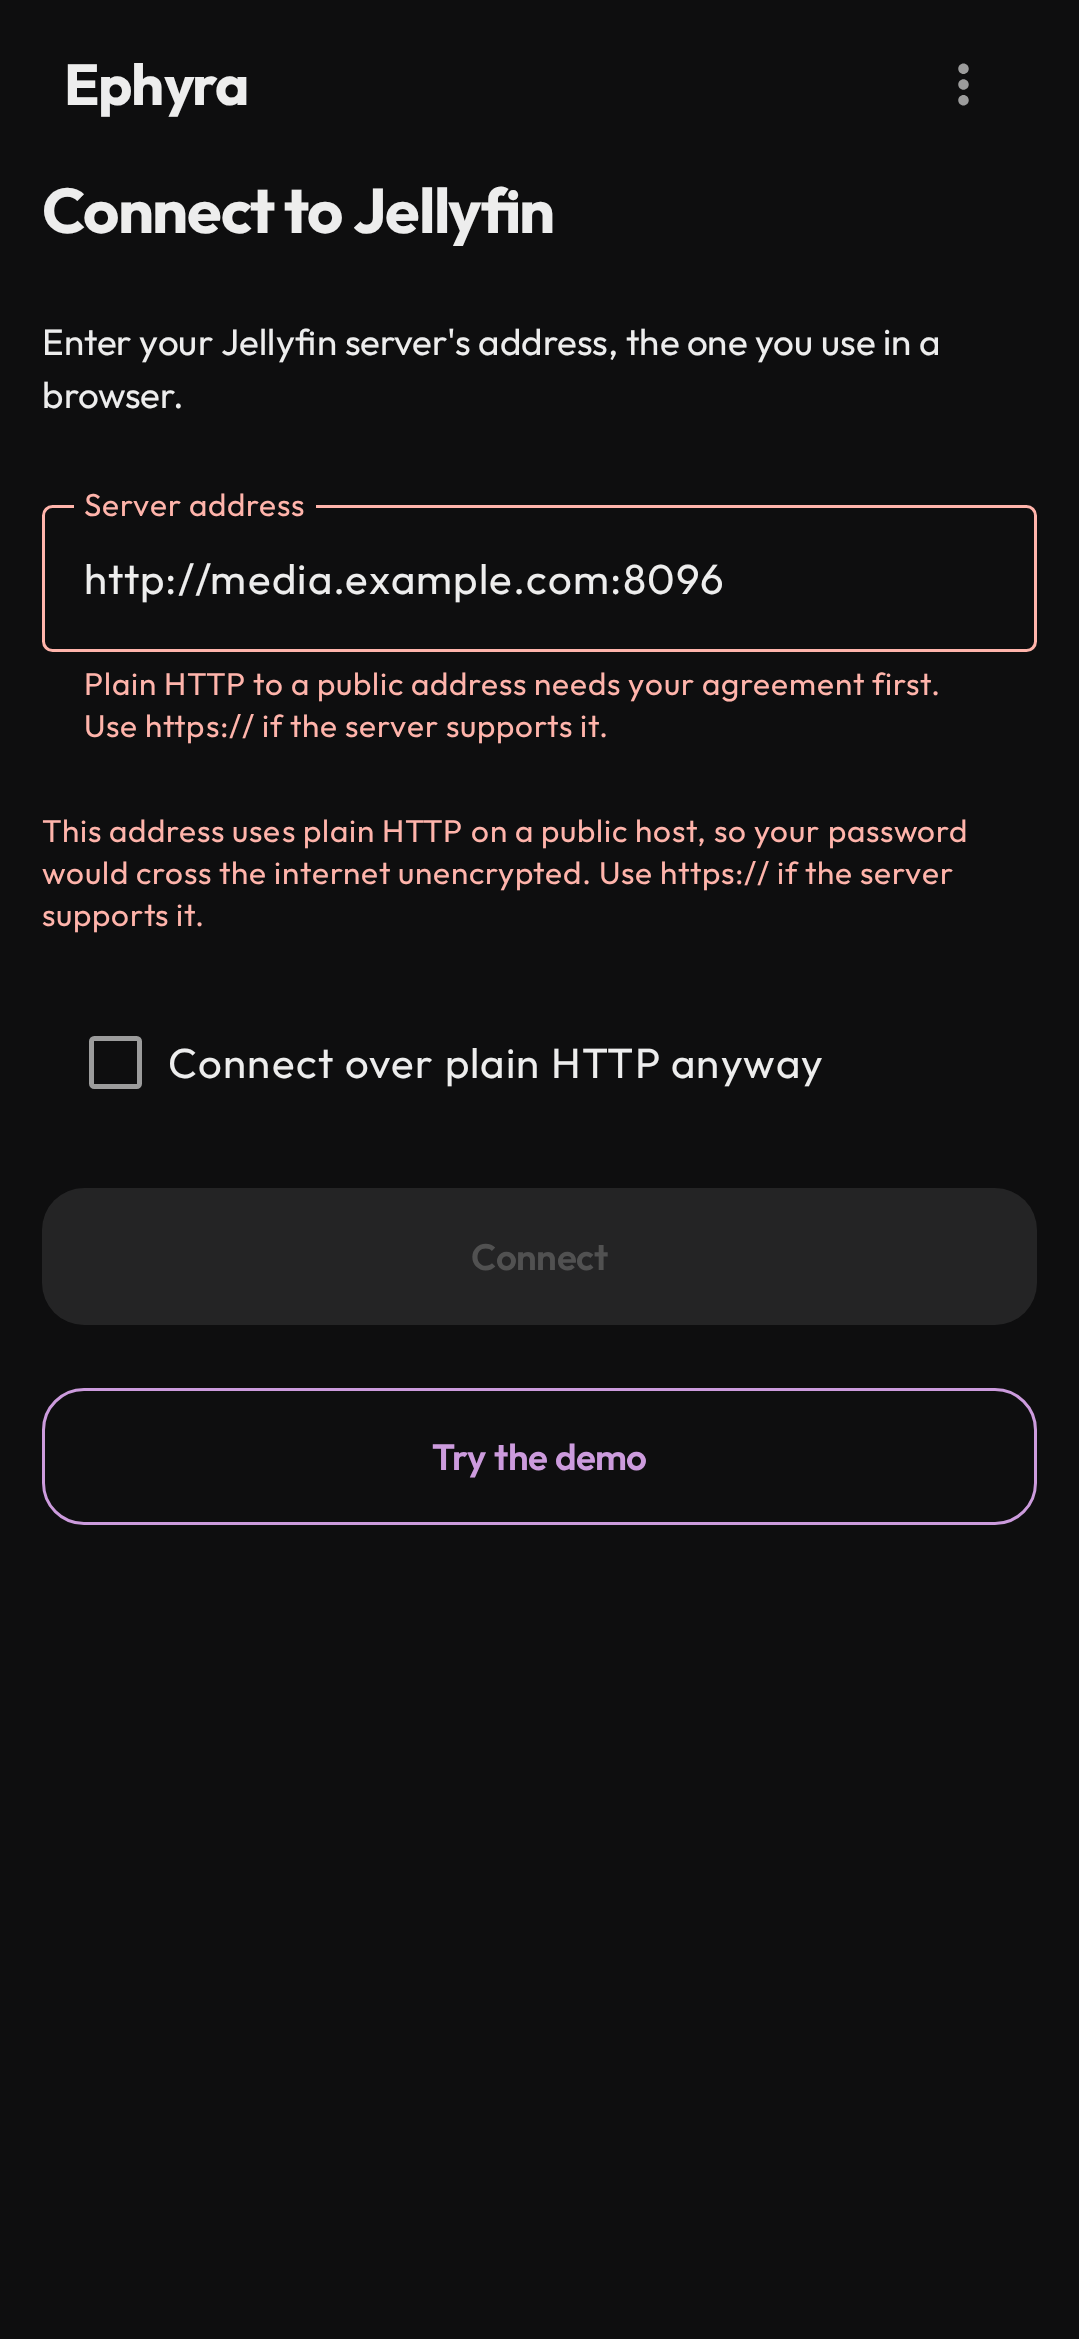 Ephyra
Connect to Jellyfin
Enter your Jellyfin server's address, the one you use in a
browser.
Server address
http://media.example.com:8096
Plain HTTP to a public address needs your agreement first.
Use https:// if the server supports it.
This address uses plain HTTP on a public host, so your password
would cross the internet unencrypted. Use https:// if the server
supports it.
Connect over plain HTTP anyway
Connect
Try the demo